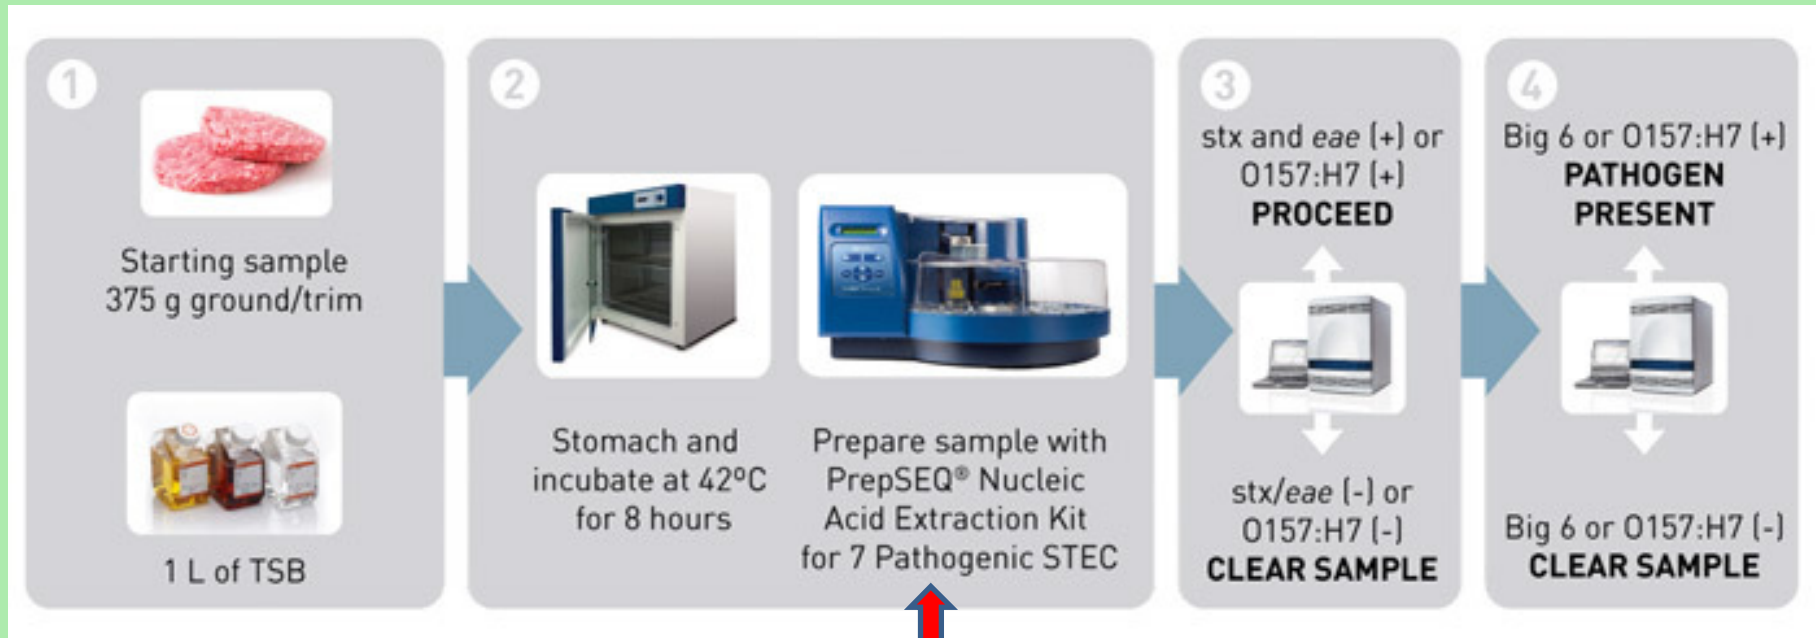 1
Starting sample
375 g ground/trim
1 L of TSB
2
Stomach and
incubate at 42ºC
for 8 hours
Prepare sample with
PrepSEQ® Nucleic
Acid Extraction Kit
for 7 Pathogenic STEC
3
stx and eae (+) or
O157:H7 (+)
PROCEED
stx/eae (-) or
O157:H7 (-)
CLEAR SAMPLE
4
Big 6 or O157:H7 (+)
PATHOGEN
PRESENT
Big 6 or O157:H7 (-)
CLEAR SAMPLE